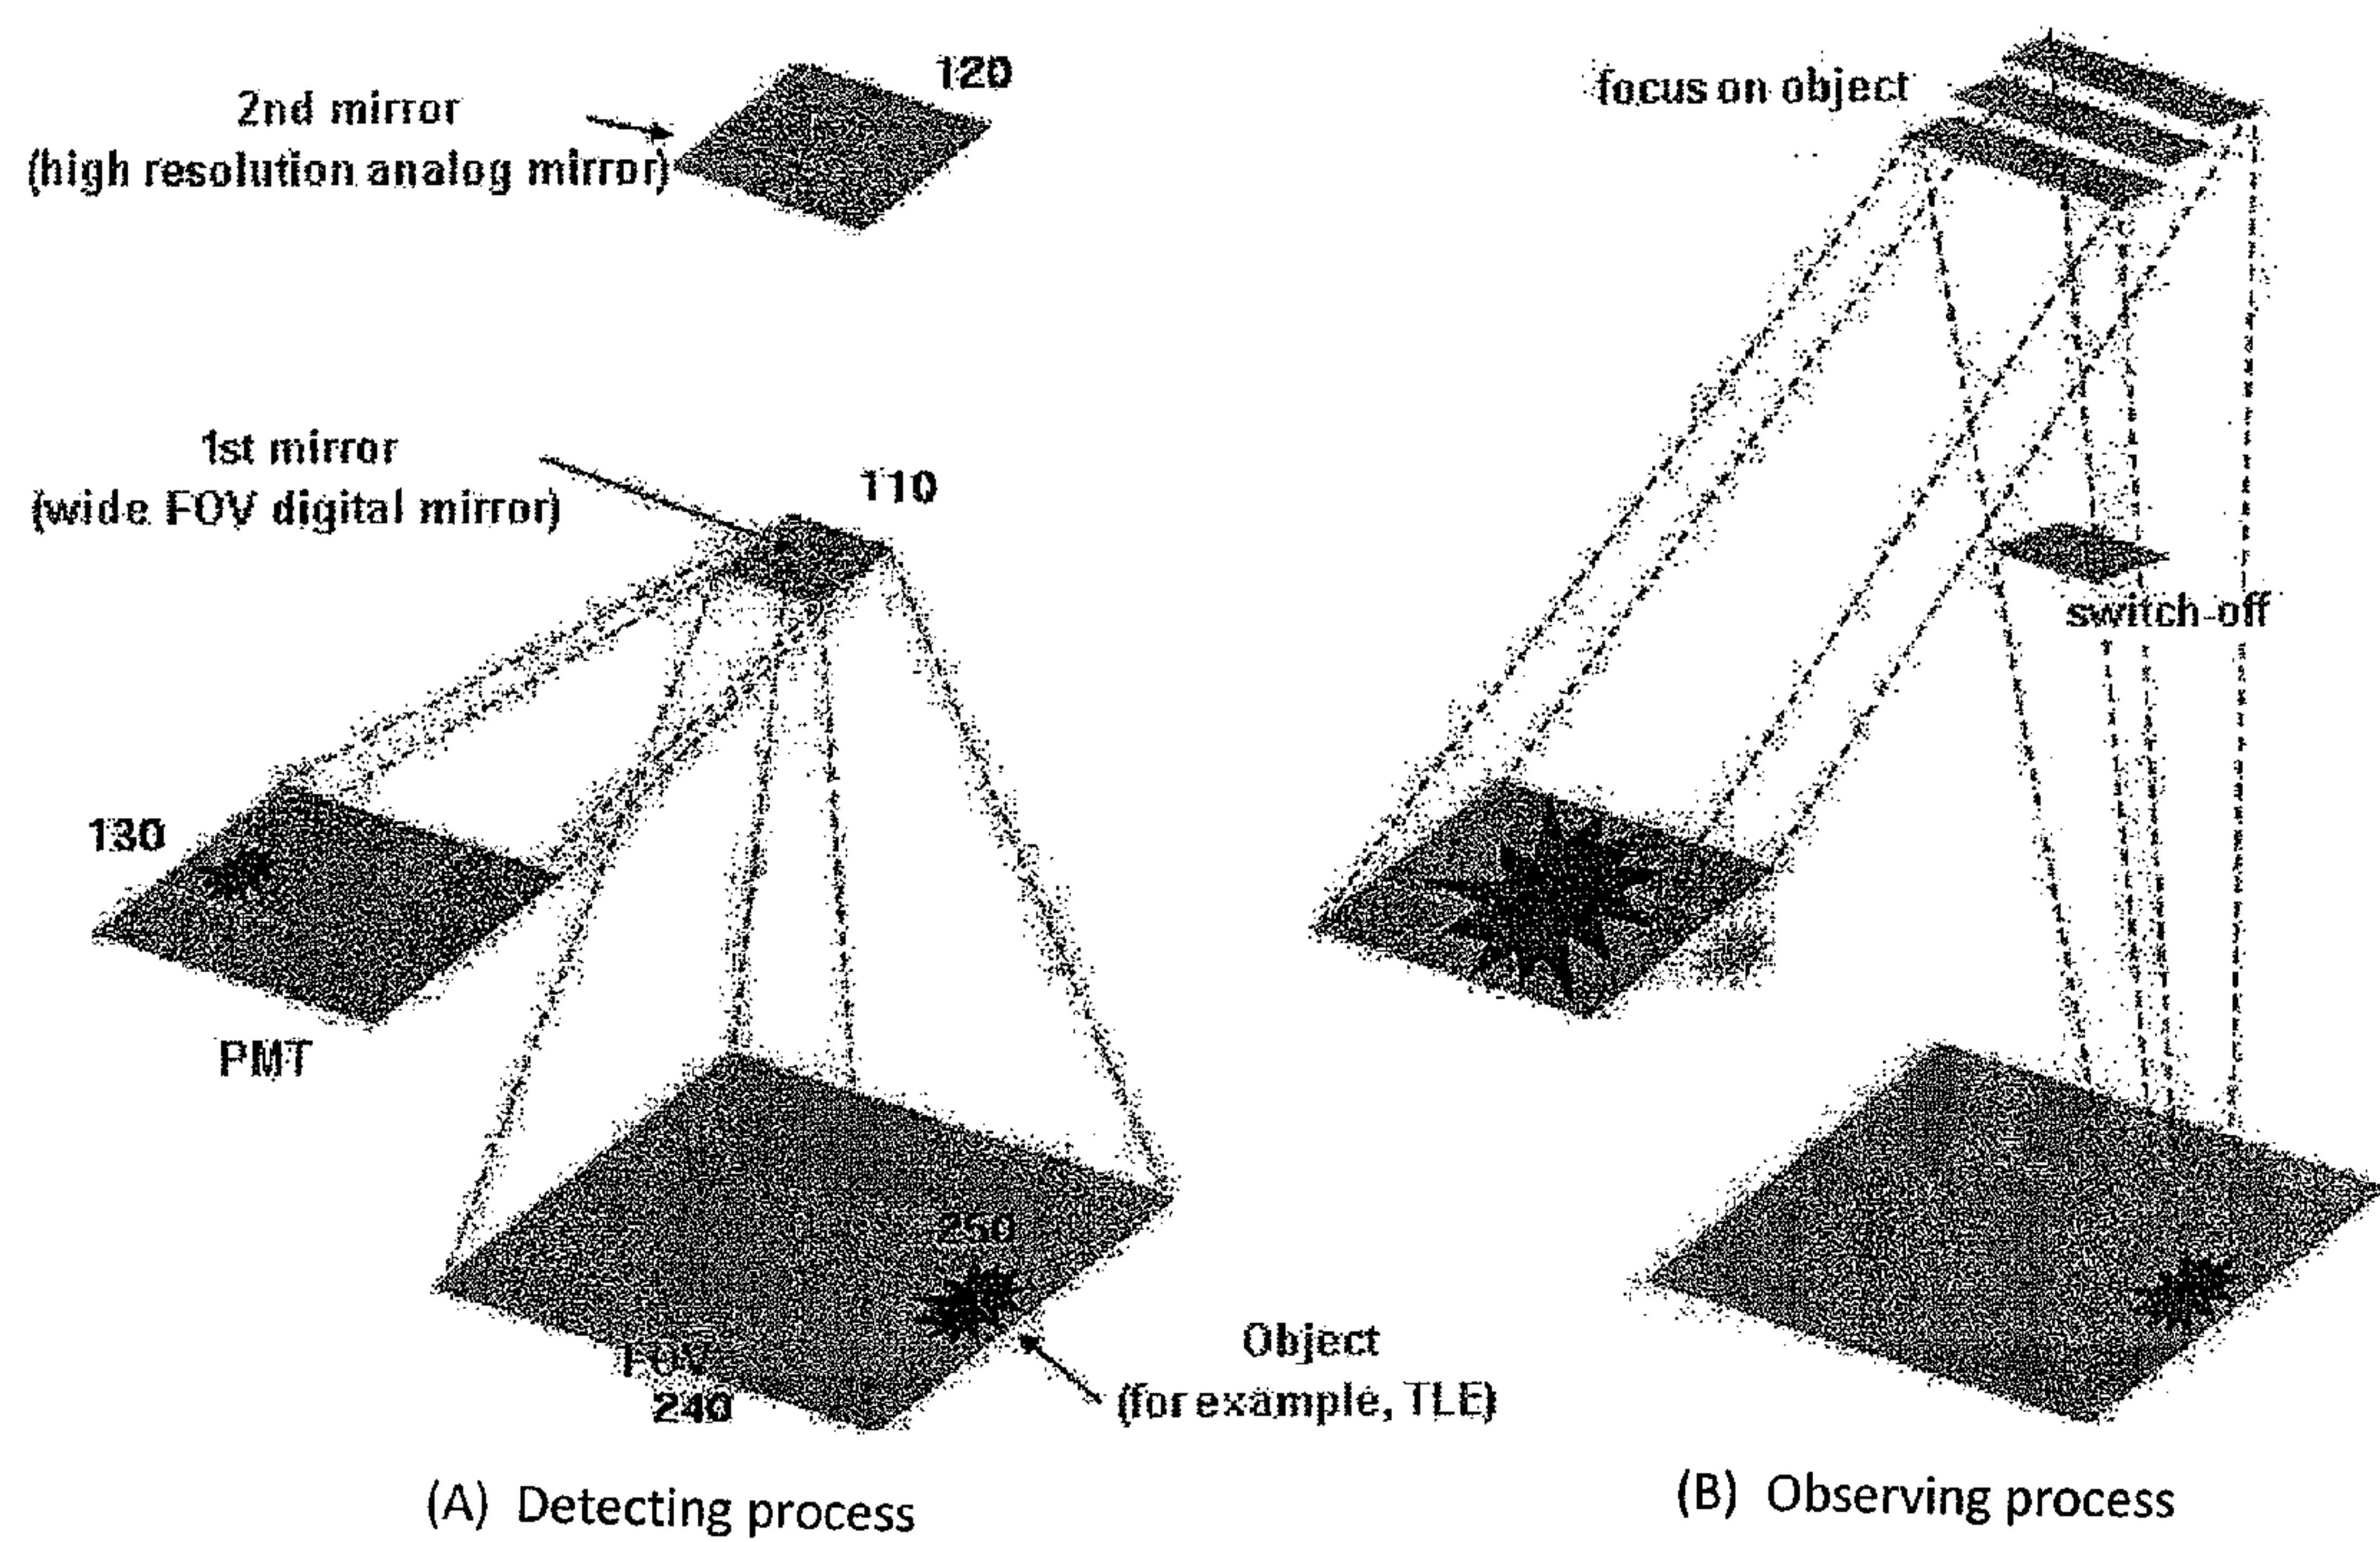 120
2nd mirror
(high resolution analog mirror)
1st mirror
(wide FOV digital mirror)
110
130
PMT
250
FOV
240
Object
(for example, TLE)
(A) Detecting process
focus on object
switch-off
(B) Observing process